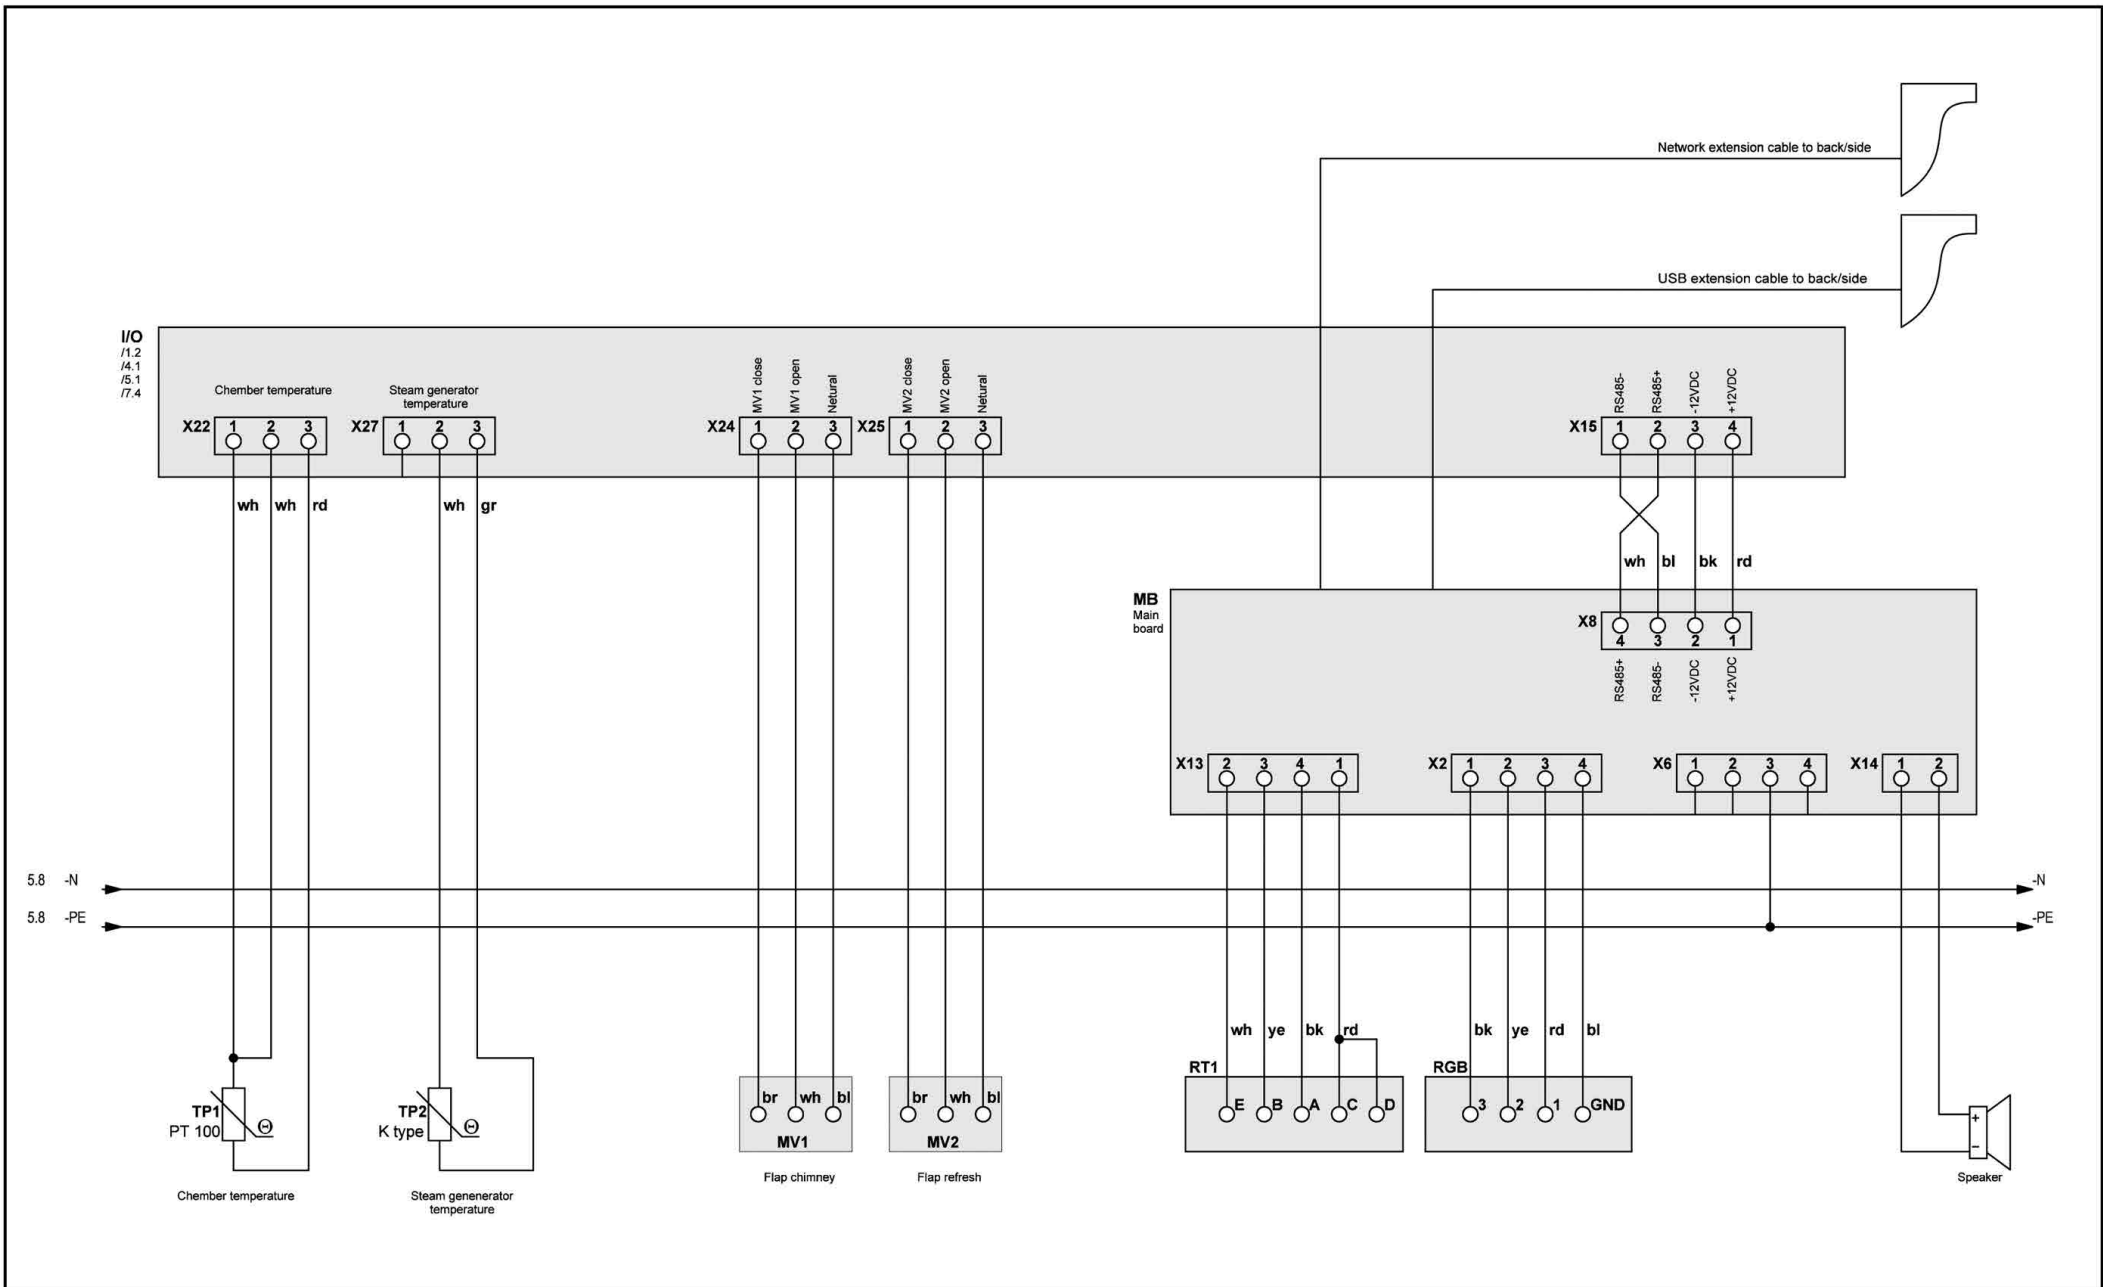 Network extension cable to back/side
USB extension cable to back/side
I/O
/1.2
/4.1
/5.1
/7.4
Chember temperature
Steam generator
temperature
MV1 close
MV1 open
Netural
MV2 close
MV2 open
Netural
RS485-
RS485+
-12VDC
+12VDC
X22 1 2 3
X27 1 2 3
X24 1 2 3
X25 1 2 3
X15 1 2 3 4
wh wh rd
wh gr
wh bl bk rd
MB
Main
board
X8
4 3 2 1
RS485+
RS485-
-12VDC
+12VDC
X13 2 3 4 1
X2 1 2 3 4
X6 1 2 3 4
X14 1 2
5.8 -N
-N
5.8 -PE
-PE
wh ye bk rd
bk ye rd bl
RT1
RGB
TP1
PT 100
Θ
TP2
K type
Θ
br wh bl
MV1
br wh bl
MV2
E B A C D
3 2 1 GND
+
−
Flap chimney
Flap refresh
Speaker
Chember temperature
Steam genenerator
temperature